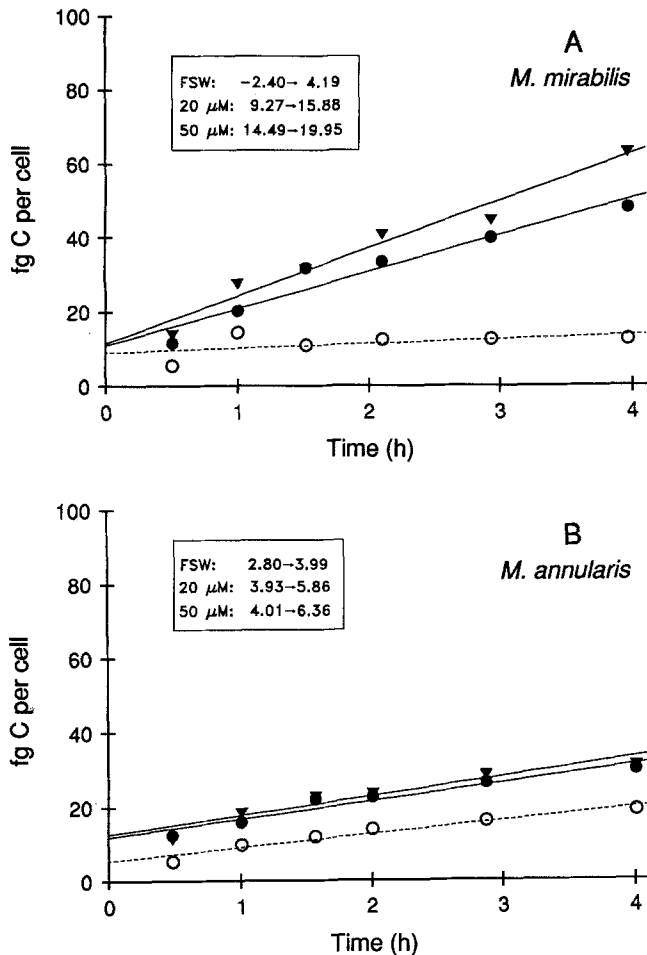 100
80
60
40
20
0
fg C per cell
A
M. mirabilis
FSW: -2.40→ 4.19
20 µM: 9.27→15.88
50 µM: 14.49→19.95
0 1 2 3 4
Time (h)
100
80
60
40
20
0
fg C per cell
B
M. annularis
FSW: 2.80→3.99
20 µM: 3.93→5.86
50 µM: 4.01→6.36
0 1 2 3 4
Time (h)